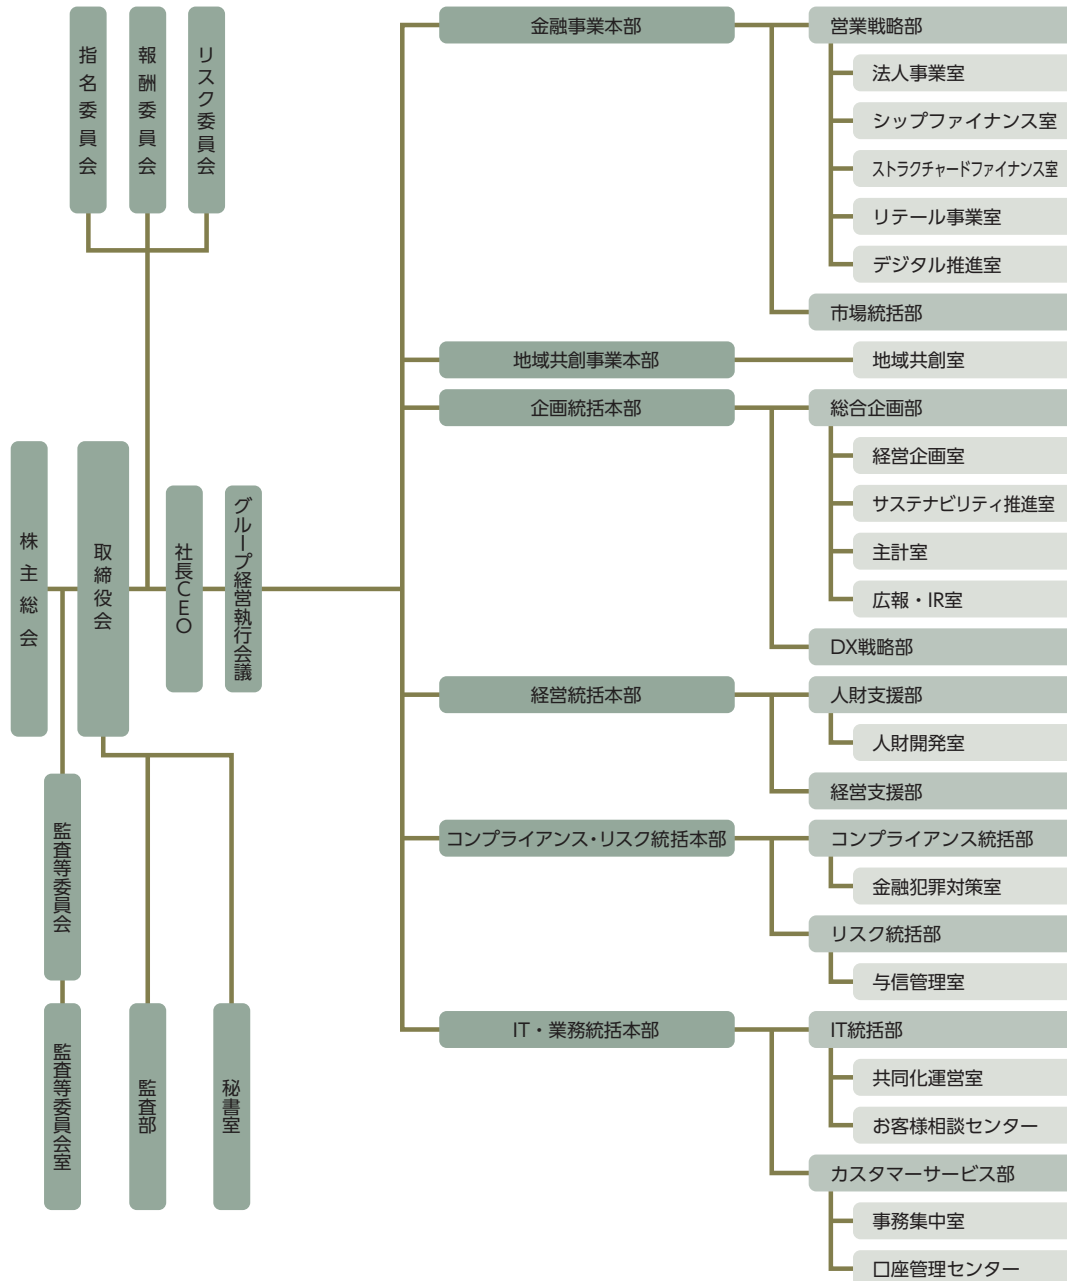 指名委員会
報酬委員会
リスク委員会
株主総会
取締役会
社長CEO
グループ経営執行会議
監査等委員会
監査等委員会室
監査部
秘書室
金融事業本部
営業戦略部
法人事業室
シップファイナンス室
ストラクチャードファイナンス室
リテール事業室
デジタル推進室
市場統括部
地域共創事業本部
地域共創室
企画統括本部
総合企画部
経営企画室
サステナビリティ推進室
主計室
広報・IR室
DX戦略部
経営統括本部
人財支援部
人財開発室
経営支援部
コンプライアンス・リスク統括本部
コンプライアンス統括部
金融犯罪対策室
リスク統括部
与信管理室
IT・業務統括本部
IT統括部
共同化運営室
お客様相談センター
カスタマーサービス部
事務集中室
口座管理センター